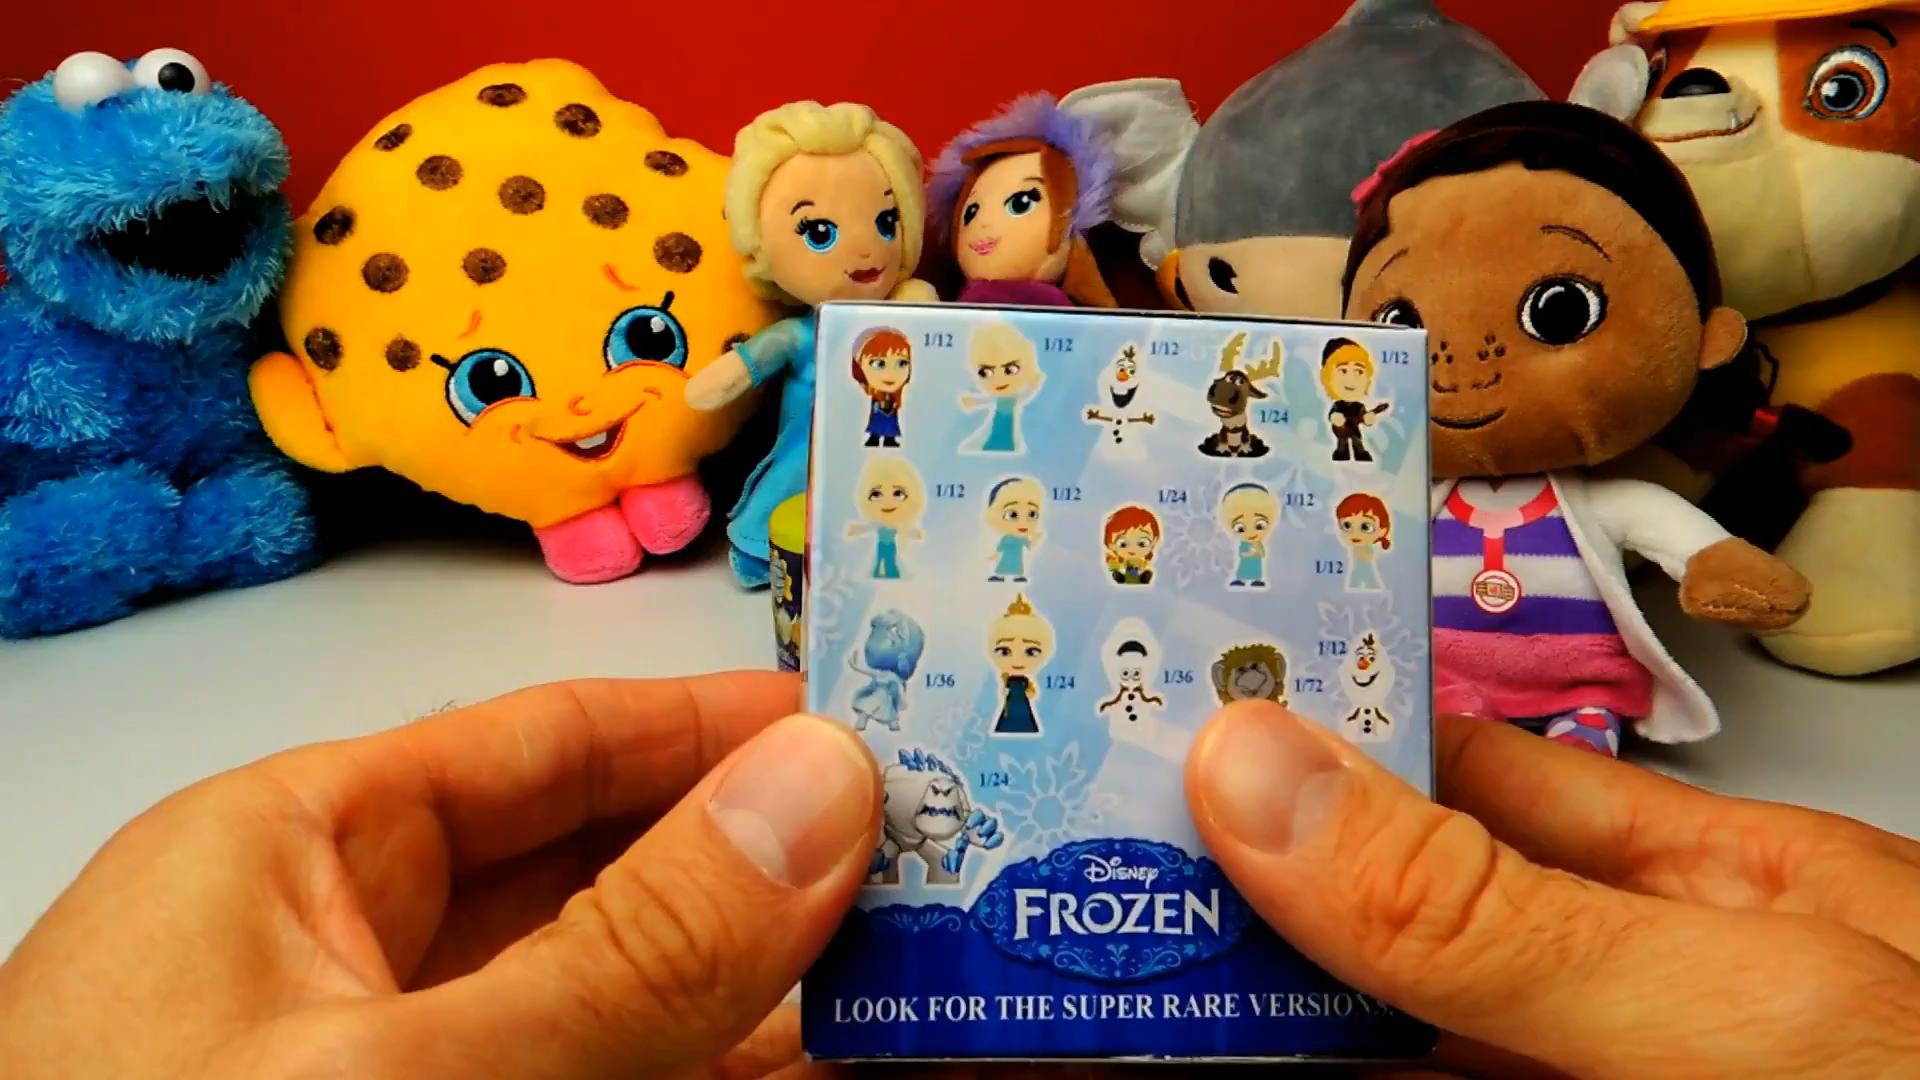 1/12 1/12 1/12 1/24 1/12
1/12 1/12 1/24 1/12 1/12
1/36 1/24 1/36 1/72 1/12
1/24
DISNEY
FROZEN
LOOK FOR THE SUPER RARE VERSIONS.